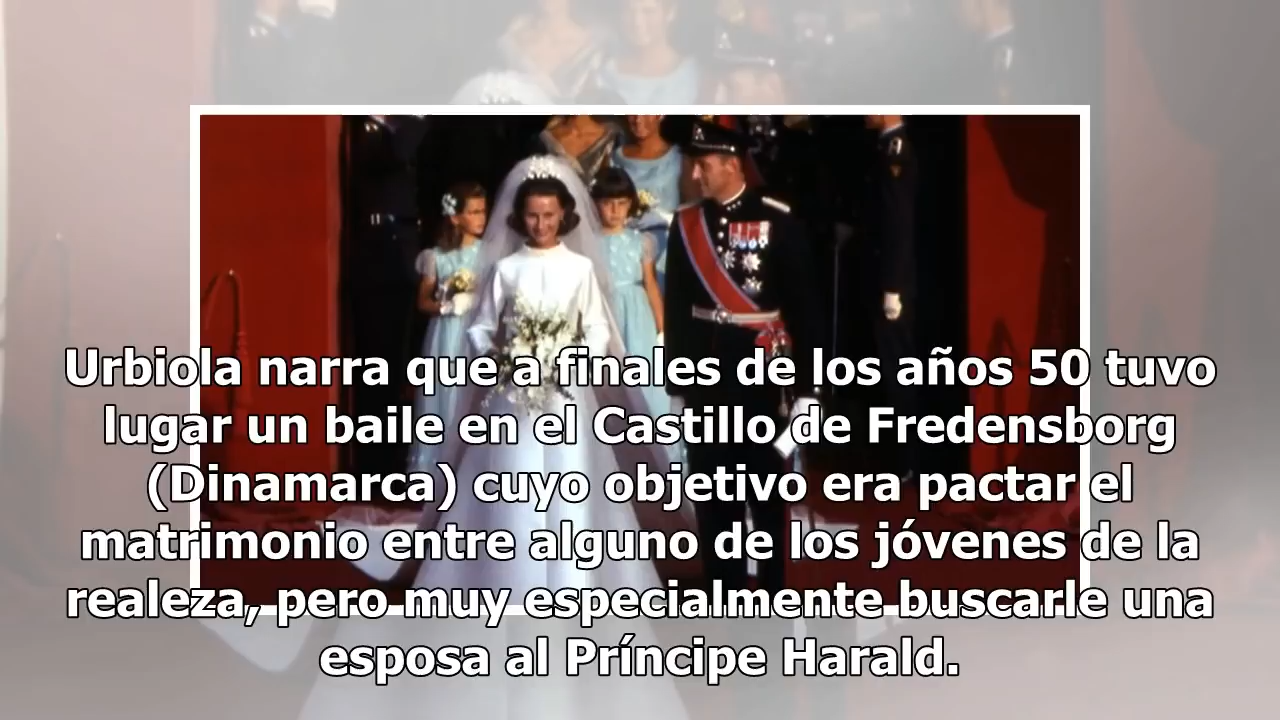 Urbiola narra que a finales de los años 50 tuvo
lugar un baile en el Castillo de Fredensborg
(Dinamarca) cuyo objetivo era pactar el
matrimonio entre alguno de los jóvenes de la
realeza, pero muy especialmente buscarle una
esposa al Príncipe Harald.